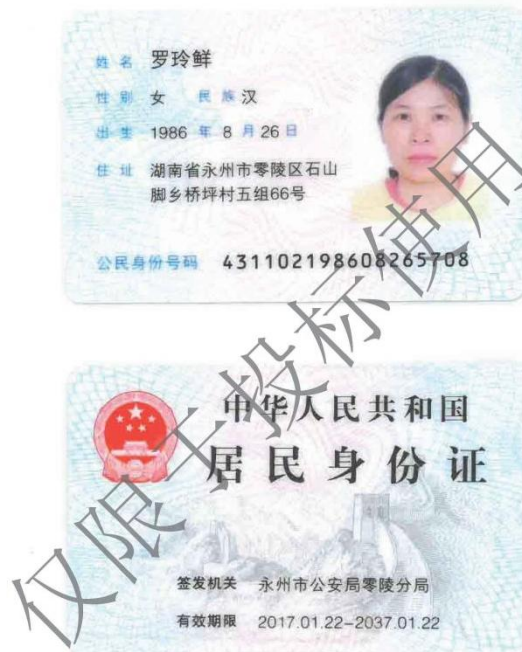 姓名 罗玲鲜
性别 女 民族 汉
出生 1986 年 8 月 26 日
住址 湖南省永州市零陵区石山
脚乡桥坪村五组66号
公民身份号码 431102198608265708
中华人民共和国
居民身份证
签发机关 永州市公安局零陵分局
有效期限 2017.01.22-2037.01.22
仅限于投标使用